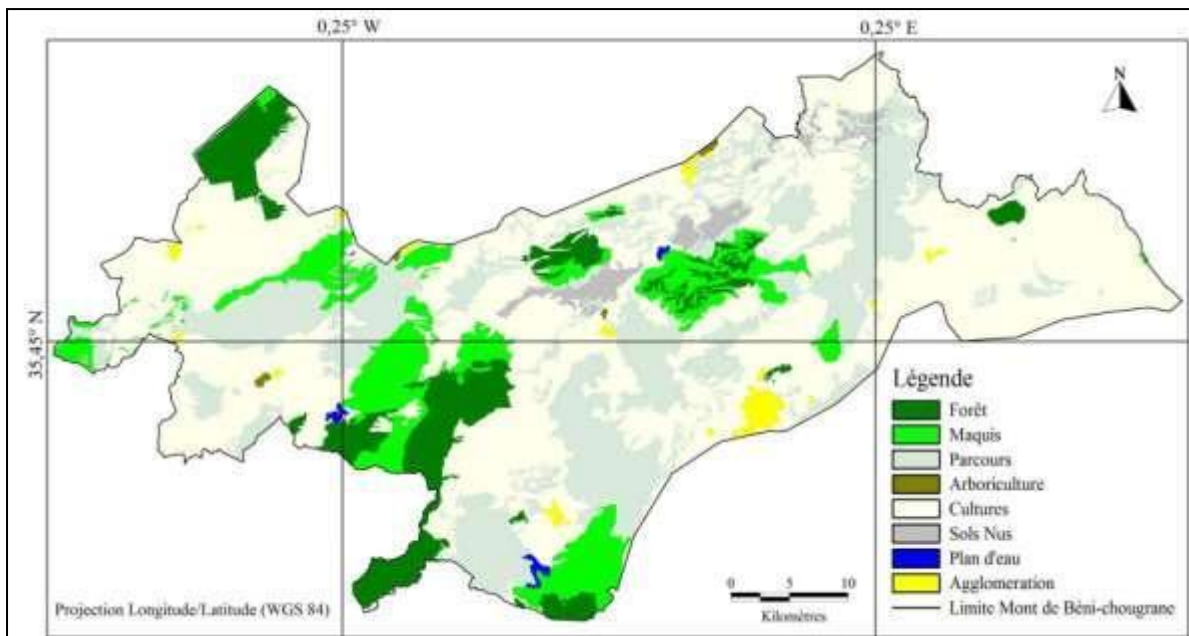 0,25° W
0,25° E
N
35,45° N
Légende
Forêt
Maquis
Parcours
Arboriculture
Cultures
Sols Nus
Plan d'eau
Agglomeration
Limite Mont de Béni-chougrane
0 5 10
Kilomètres
Projection Longitude/Latitude (WGS 84)